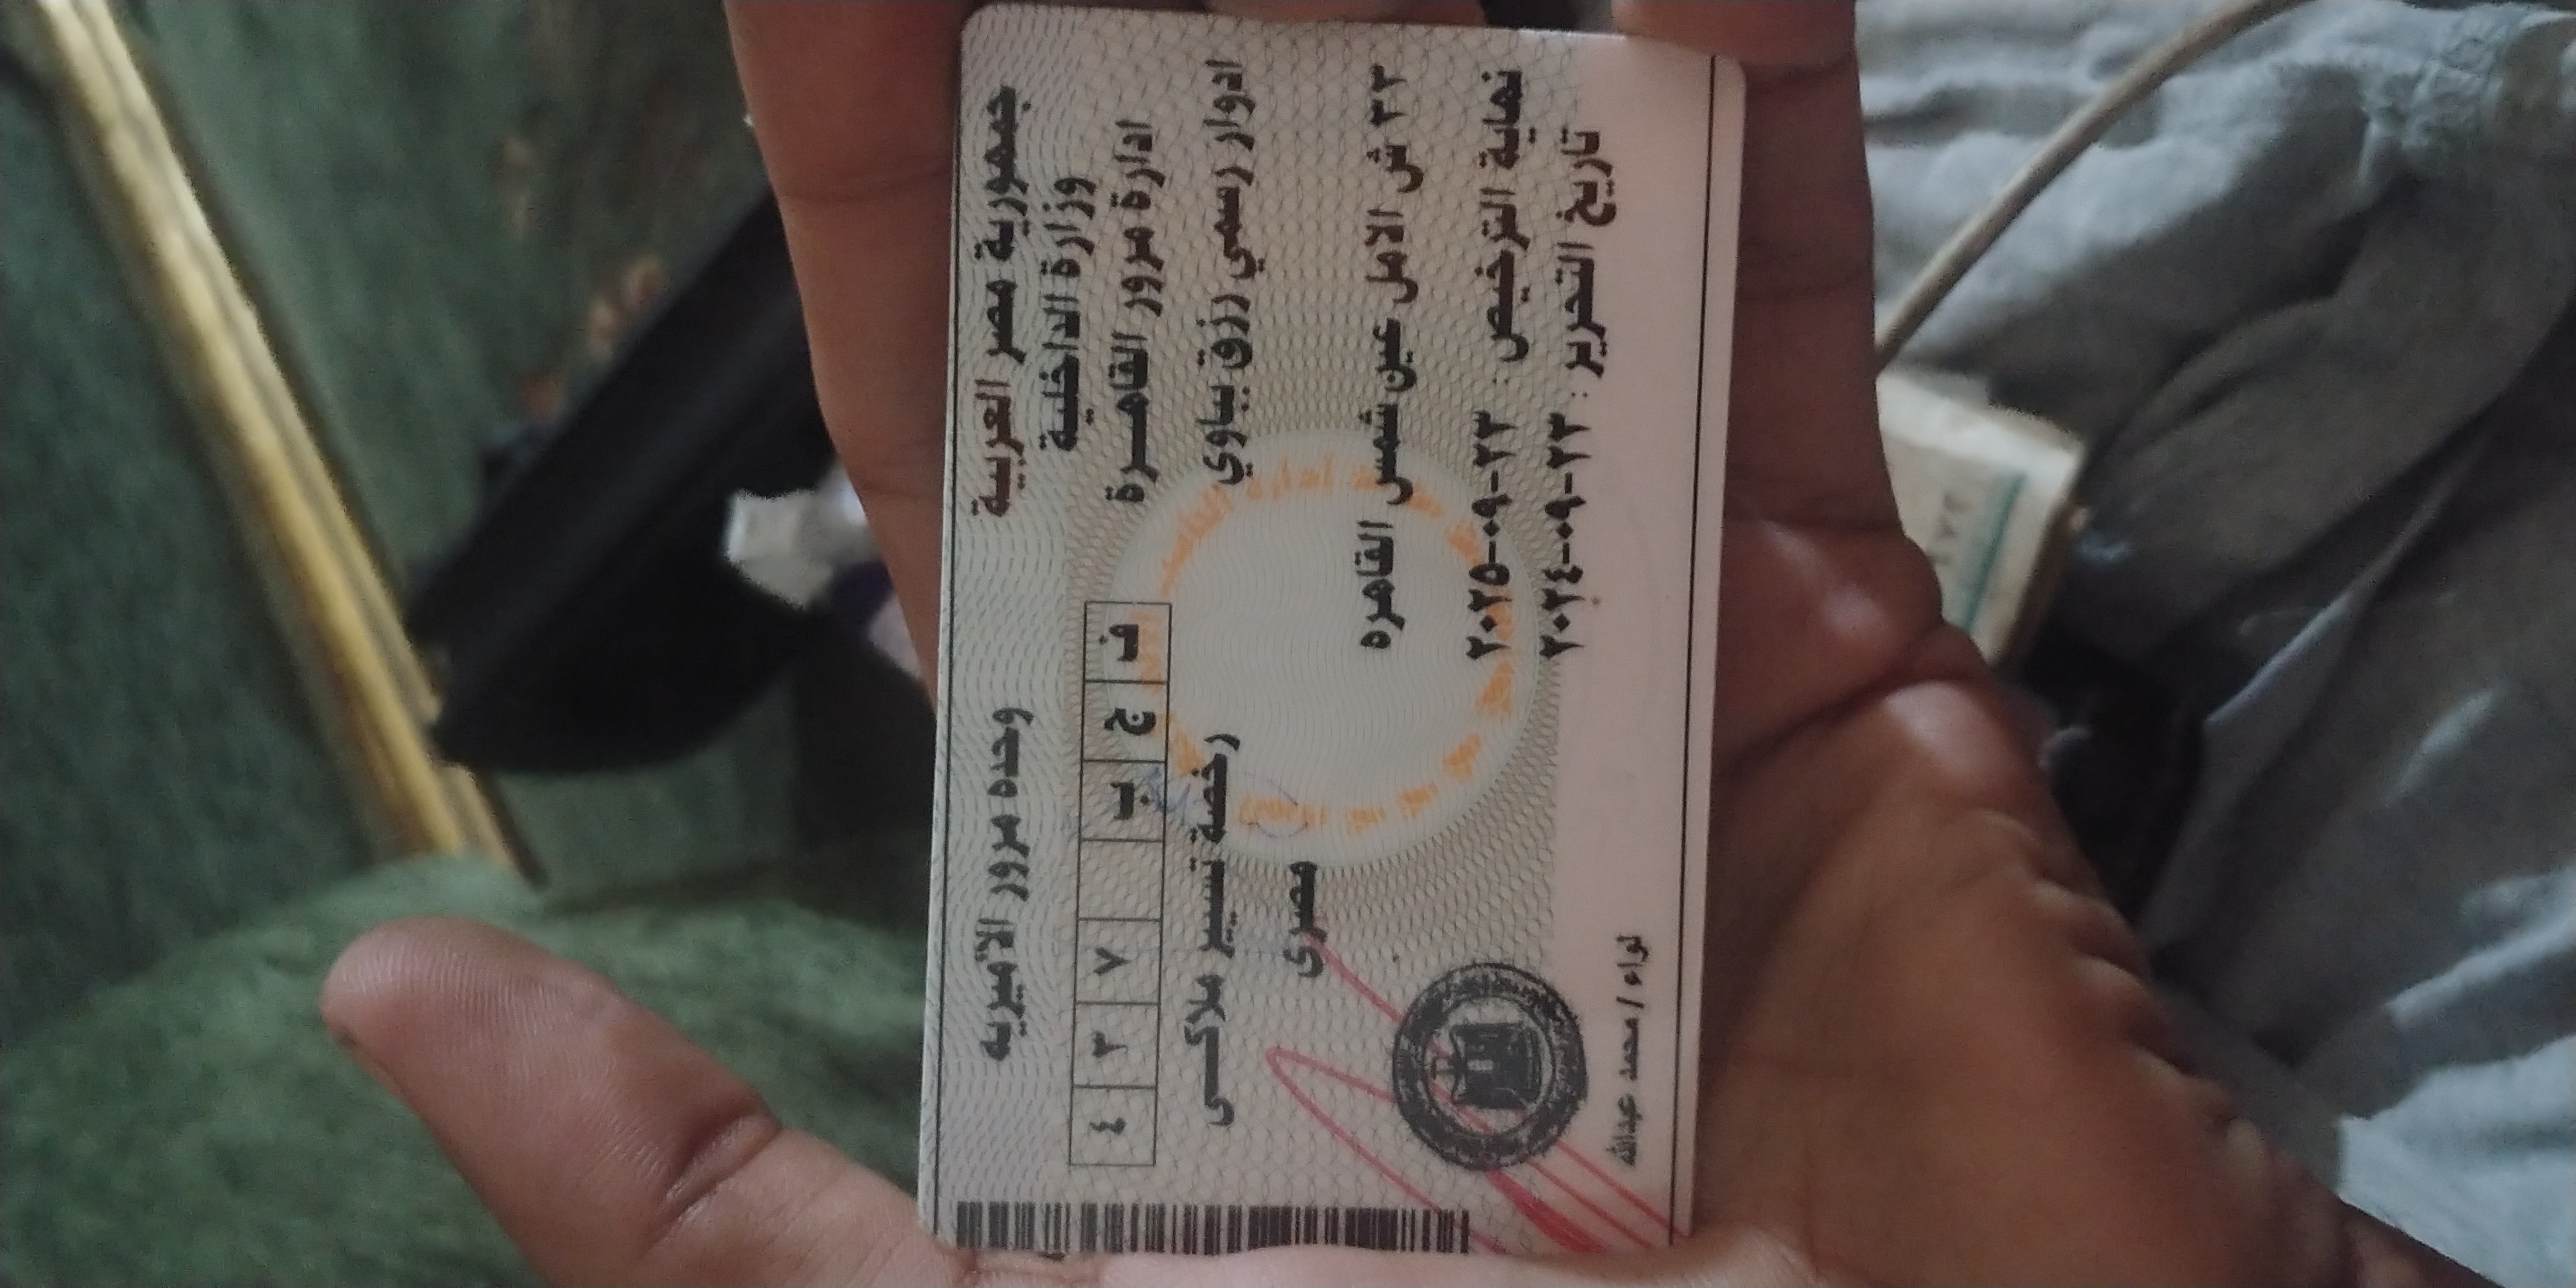 جمهورية مصر العربية
وزارة الداخلية
ادارة مرور القاهرة
وحده مرور الأميريه
ف ج ب ٧ ٣ ٤
ادوار رسمي رزق بباوي
رخصة تسيير ملاكى
مصرى
٣٣ ش الامل عين شمس القاهره
نهاية الترخيص : ٢٣-٠٩-٢٠٢٥
تاريخ التحرير : ٢٣-٠٩-٢٠٢٤
لواء / محمد عبدالله